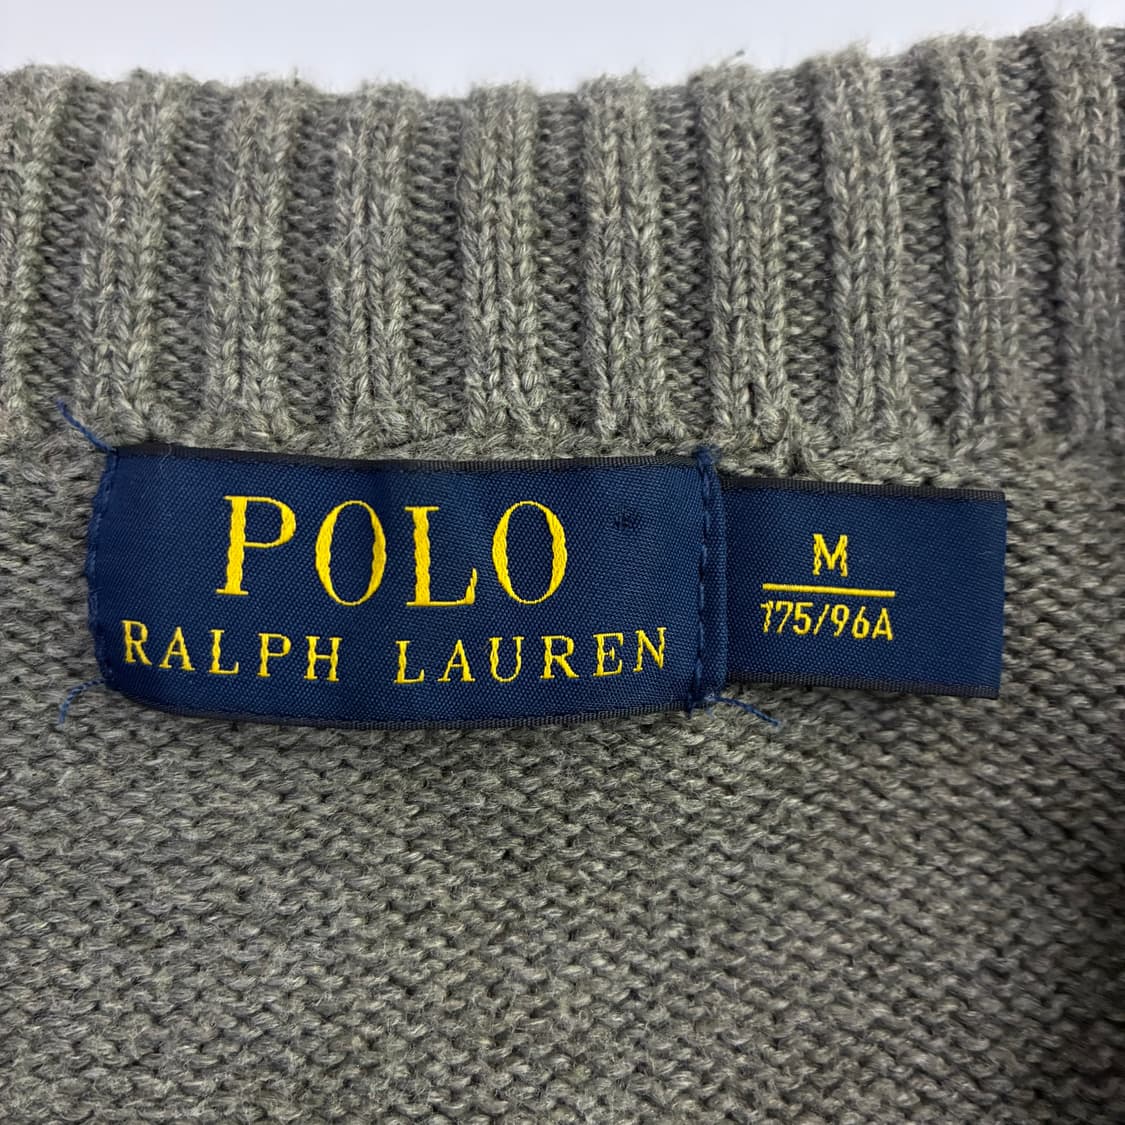 POLO
RALPH LAUREN
M
175/96A